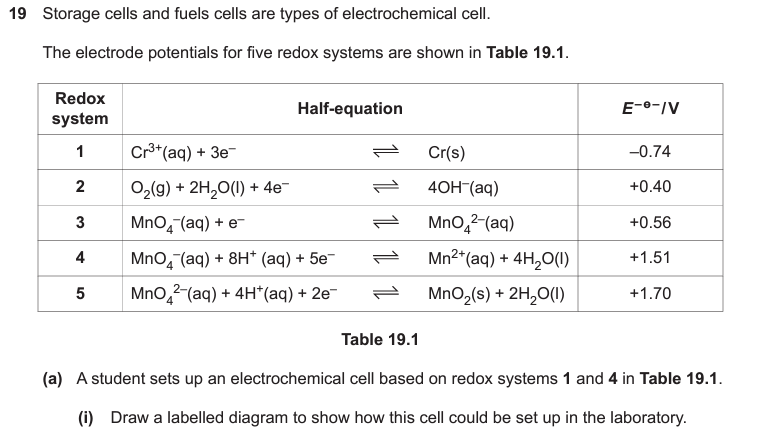 19 Storage cells and fuels cells are types of electrochemical cell.
The electrode potentials for five redox systems are shown in Table 19.1.
Redox system Half-equation E⁻ᶿ⁻/V
1 Cr³⁺(aq) + 3e⁻ ⇌ Cr(s) –0.74
2 O₂(g) + 2H₂O(l) + 4e⁻ ⇌ 4OH⁻(aq) +0.40
3 MnO₄⁻(aq) + e⁻ ⇌ MnO₄²⁻(aq) +0.56
4 MnO₄⁻(aq) + 8H⁺ (aq) + 5e⁻ ⇌ Mn²⁺(aq) + 4H₂O(l) +1.51
5 MnO₄²⁻(aq) + 4H⁺(aq) + 2e⁻ ⇌ MnO₂(s) + 2H₂O(l) +1.70
Table 19.1
(a) A student sets up an electrochemical cell based on redox systems 1 and 4 in Table 19.1.
(i) Draw a labelled diagram to show how this cell could be set up in the laboratory.